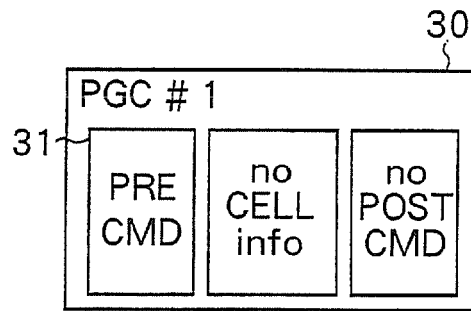 30
PGC # 1
31
PRE
CMD
no
CELL
info
no
POST
CMD